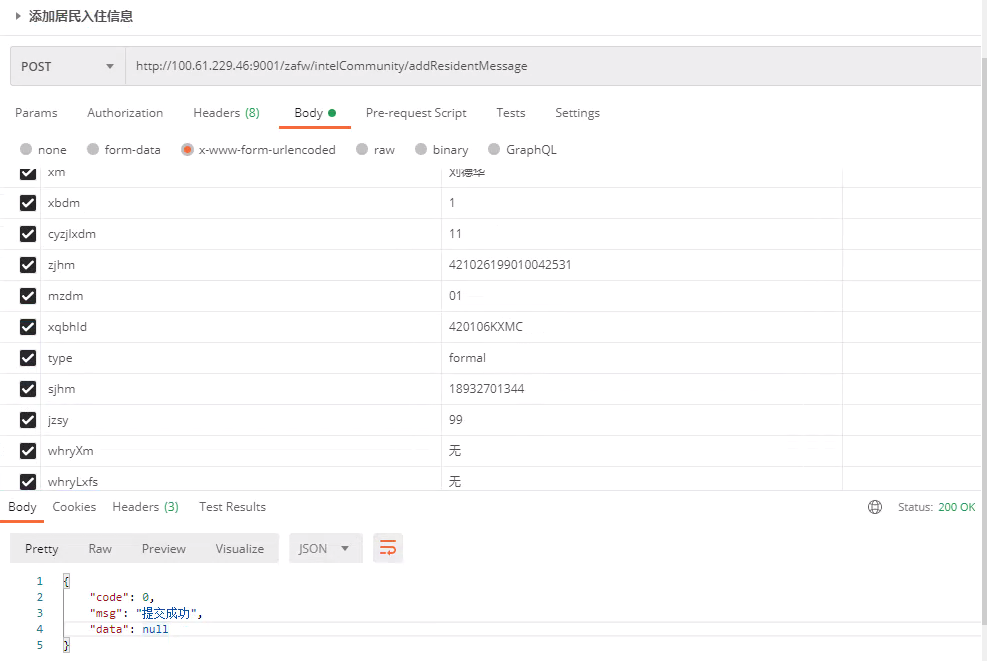 添加居民入住信息
POST http://100.61.229.46:9001/zafw/intelCommunity/addResidentMessage
Params Authorization Headers (8) Body Pre-request Script Tests Settings
none form-data x-www-form-urlencoded raw binary GraphQL
xm 刘德华
xbdm 1
cyzjlxdm 11
zjhm 421026199010042531
mzdm 01
xqbhId 420106KXMC
type formal
sjhm 18932701344
jzsy 99
whryXm 无
whryLxfs 无
Body Cookies Headers (3) Test Results Status: 200 OK
Pretty Raw Preview Visualize JSON
1 {
2 "code": 0,
3 "msg": "提交成功",
4 "data": null
5 }